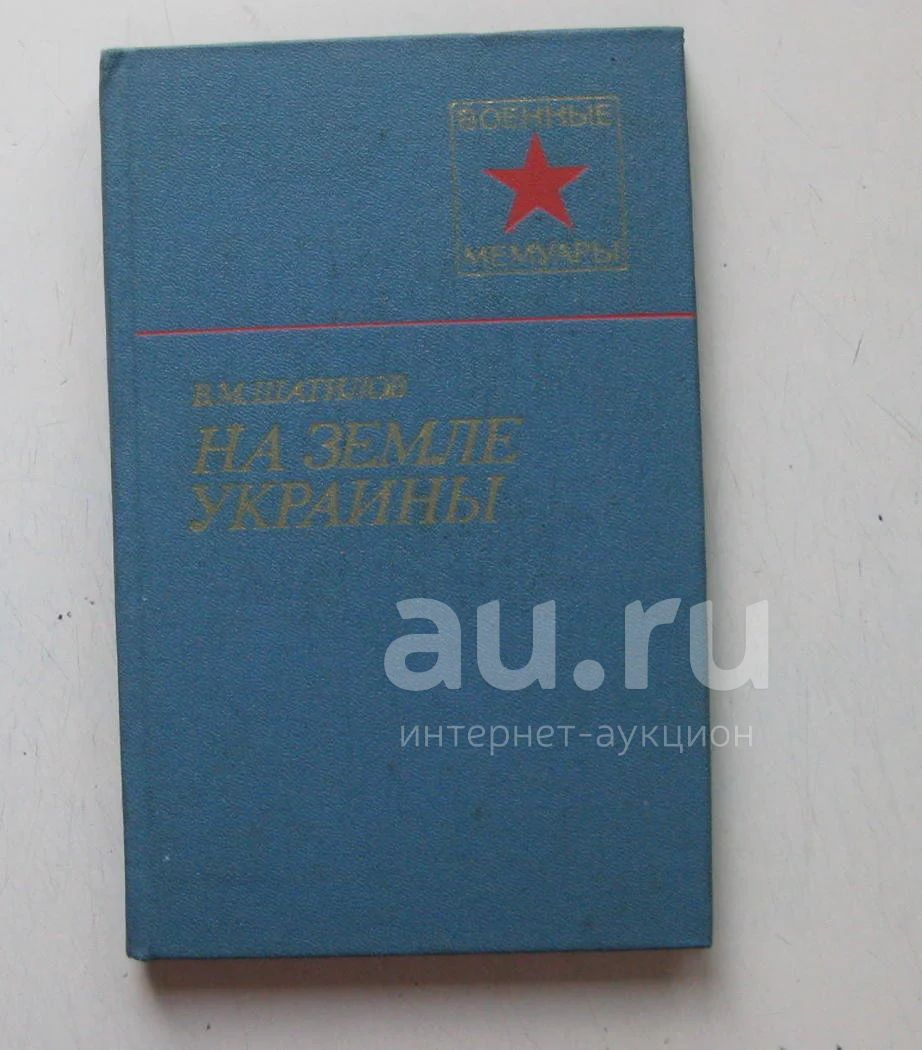 ВОЕННЫЕ
МЕМУАРЫ
В.М.ШАТИЛОВ
НА ЗЕМЛЕ
УКРАИНЫ
au.ru
интернет-аукцион